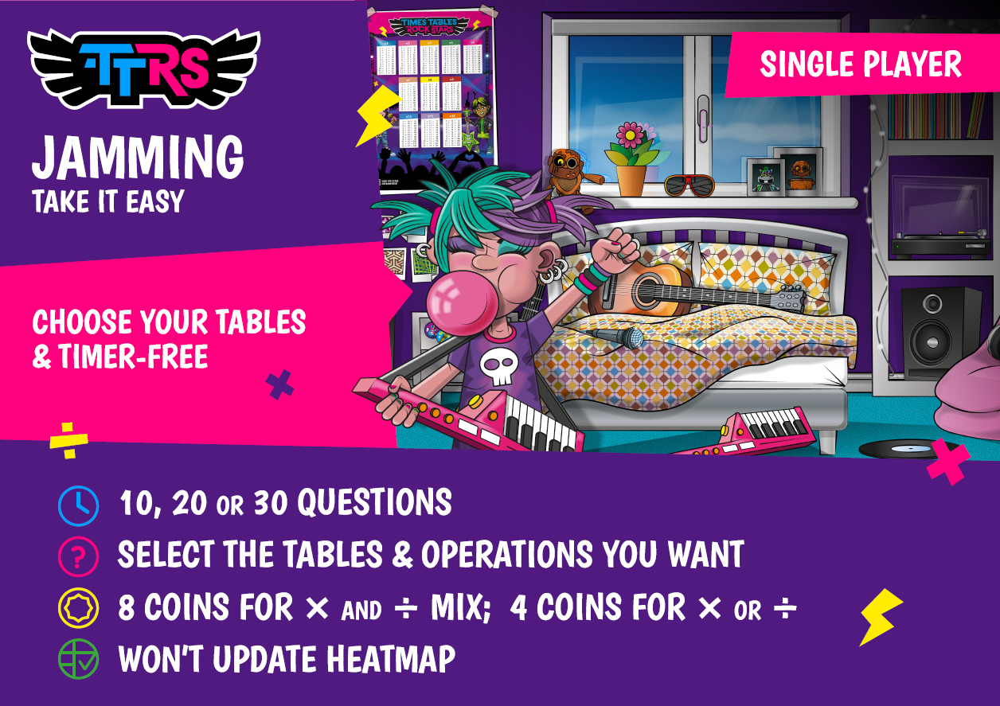 TTRS
JAMMING
TAKE IT EASY
TIMES TABLES
ROCK STARS
SINGLE PLAYER
CHOOSE YOUR TABLES
& TIMER-FREE
10, 20 OR 30 QUESTIONS
?
SELECT THE TABLES & OPERATIONS YOU WANT
8 COINS FOR × AND ÷ MIX; 4 COINS FOR × OR ÷
WON'T UPDATE HEATMAP